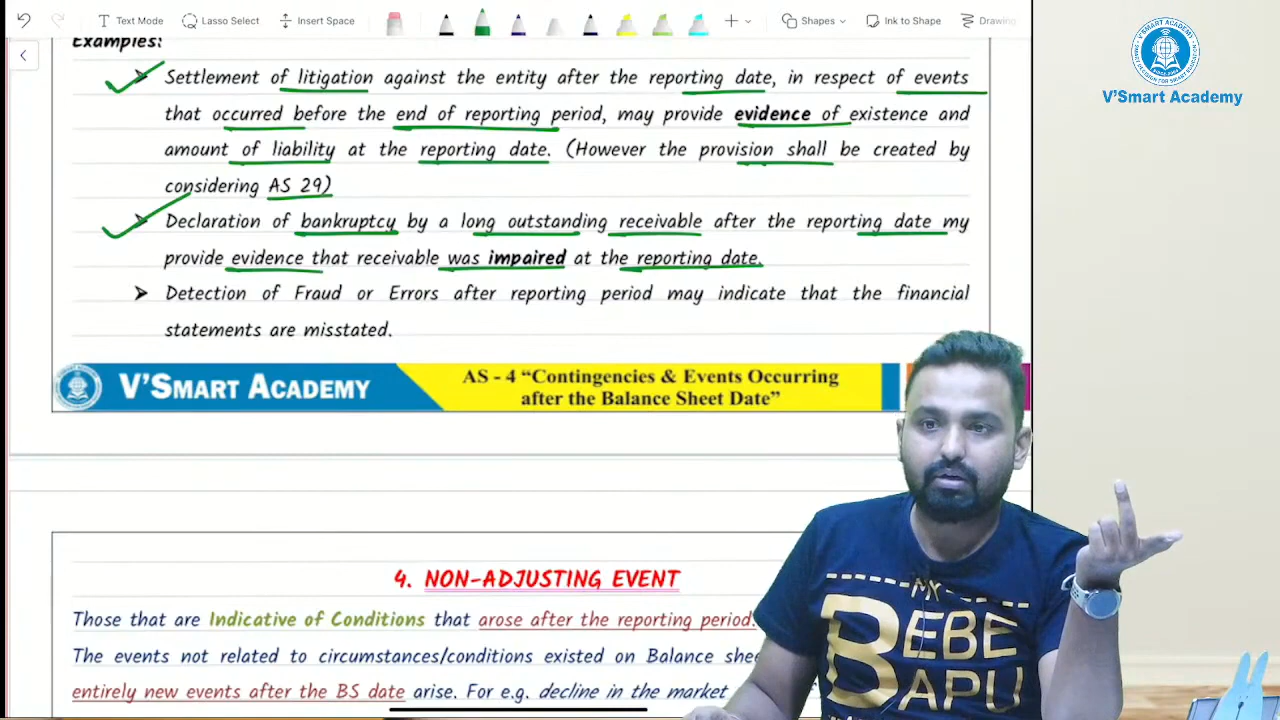 Text Mode Lasso Select Insert Space Shapes Ink to Shape Drawing
Examples:
➤ Settlement of litigation against the entity after the reporting date, in respect of events
that occurred before the end of reporting period, may provide evidence of existence and
amount of liability at the reporting date. (However the provision shall be created by
considering AS 29)
➤ Declaration of bankruptcy by a long outstanding receivable after the reporting date my
provide evidence that receivable was impaired at the reporting date.
➤ Detection of Fraud or Errors after reporting period may indicate that the financial
statements are misstated.
V'SMART ACADEMY
AS - 4 “Contingencies & Events Occurring
after the Balance Sheet Date”
4. NON-ADJUSTING EVENT
Those that are Indicative of Conditions that arose after the reporting period.
The events not related to circumstances/conditions existed on Balance
entirely new events after the BS date arise. For e.g. decline in the market
V'Smart Academy
MY
BEBE
BAPU